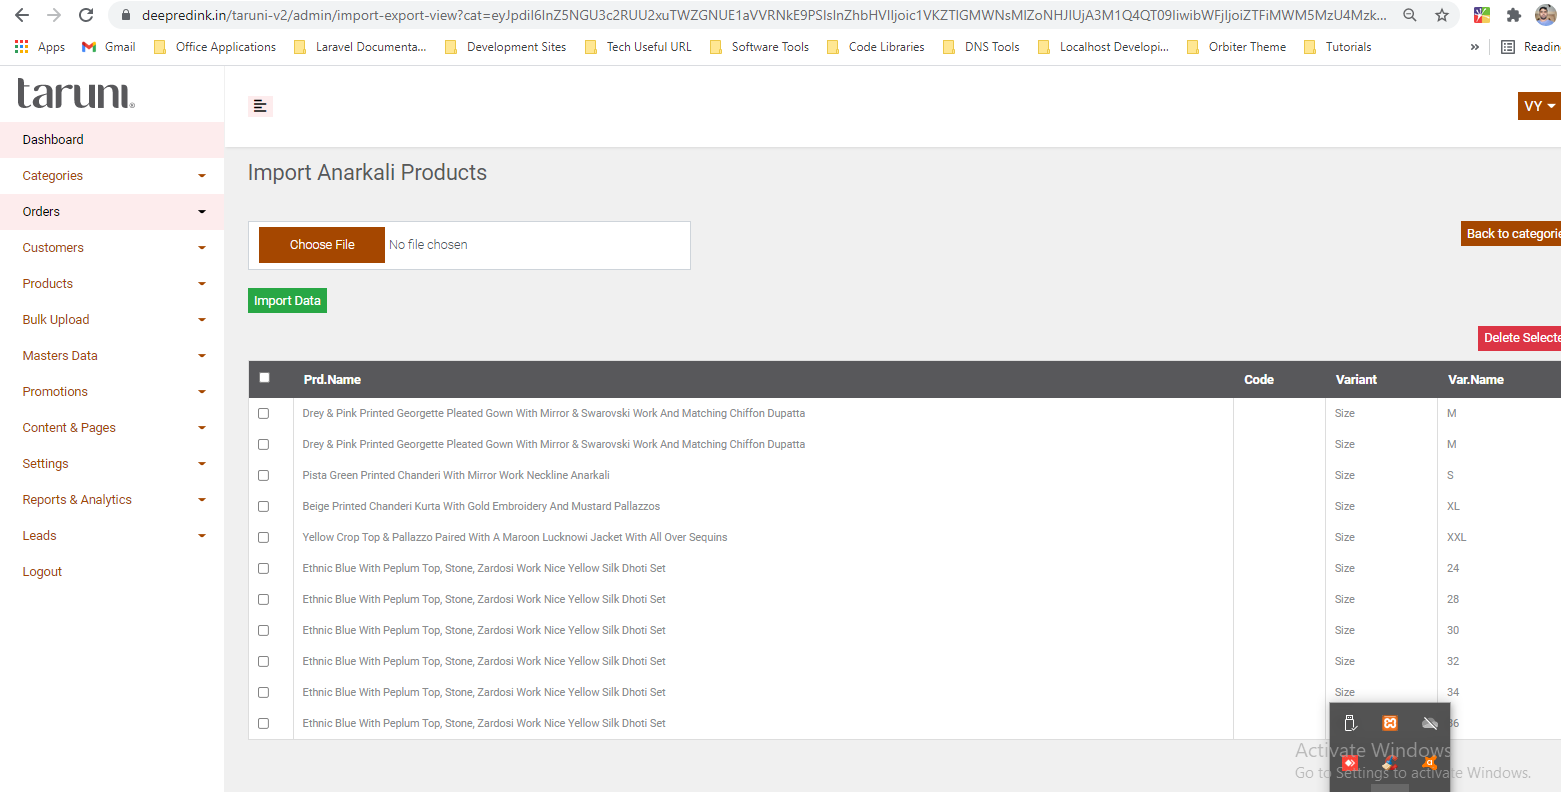 deepredink.in/taruni-v2/admin/import-export-view?cat=eyJpdiI6InZ5NGU3c2RUU2xuTWZGNUE1aVVRNkE9PSIsInZhbHVlIjoic1VKZTlGMWNsMlZoNHJlUjA3M1Q4QT09IiwibWFjIjoiZTFiMWM5MzU4Mzk...
Apps Gmail Office Applications Laravel Documenta... Development Sites Tech Useful URL Software Tools Code Libraries DNS Tools Localhost Developi... Orbiter Theme Tutorials » Readin
taruni®
VY
Dashboard
Categories
Orders
Customers
Products
Bulk Upload
Masters Data
Promotions
Content & Pages
Settings
Reports & Analytics
Leads
Logout
Import Anarkali Products
Choose File No file chosen
Back to categorie
Import Data
Delete Selecte
Prd.Name Code Variant Var.Name
Drey & Pink Printed Georgette Pleated Gown With Mirror & Swarovski Work And Matching Chiffon Dupatta Size M
Drey & Pink Printed Georgette Pleated Gown With Mirror & Swarovski Work And Matching Chiffon Dupatta Size M
Pista Green Printed Chanderi With Mirror Work Neckline Anarkali Size S
Beige Printed Chanderi Kurta With Gold Embroidery And Mustard Pallazzos Size XL
Yellow Crop Top & Pallazzo Paired With A Maroon Lucknowi Jacket With All Over Sequins Size XXL
Ethnic Blue With Peplum Top, Stone, Zardosi Work Nice Yellow Silk Dhoti Set Size 24
Ethnic Blue With Peplum Top, Stone, Zardosi Work Nice Yellow Silk Dhoti Set Size 28
Ethnic Blue With Peplum Top, Stone, Zardosi Work Nice Yellow Silk Dhoti Set Size 30
Ethnic Blue With Peplum Top, Stone, Zardosi Work Nice Yellow Silk Dhoti Set Size 32
Ethnic Blue With Peplum Top, Stone, Zardosi Work Nice Yellow Silk Dhoti Set Size 34
Ethnic Blue With Peplum Top, Stone, Zardosi Work Nice Yellow Silk Dhoti Set 36
Activate Windows
Go to Settings to activate Windows.